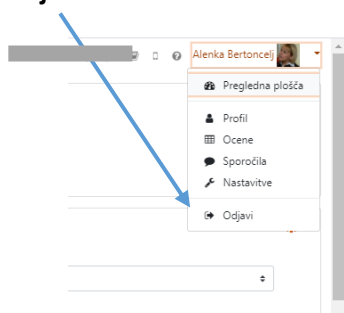 Alenka Bertoncelj
Pregledna plošča
Profil
Ocene
Sporočila
Nastavitve
Odjavi